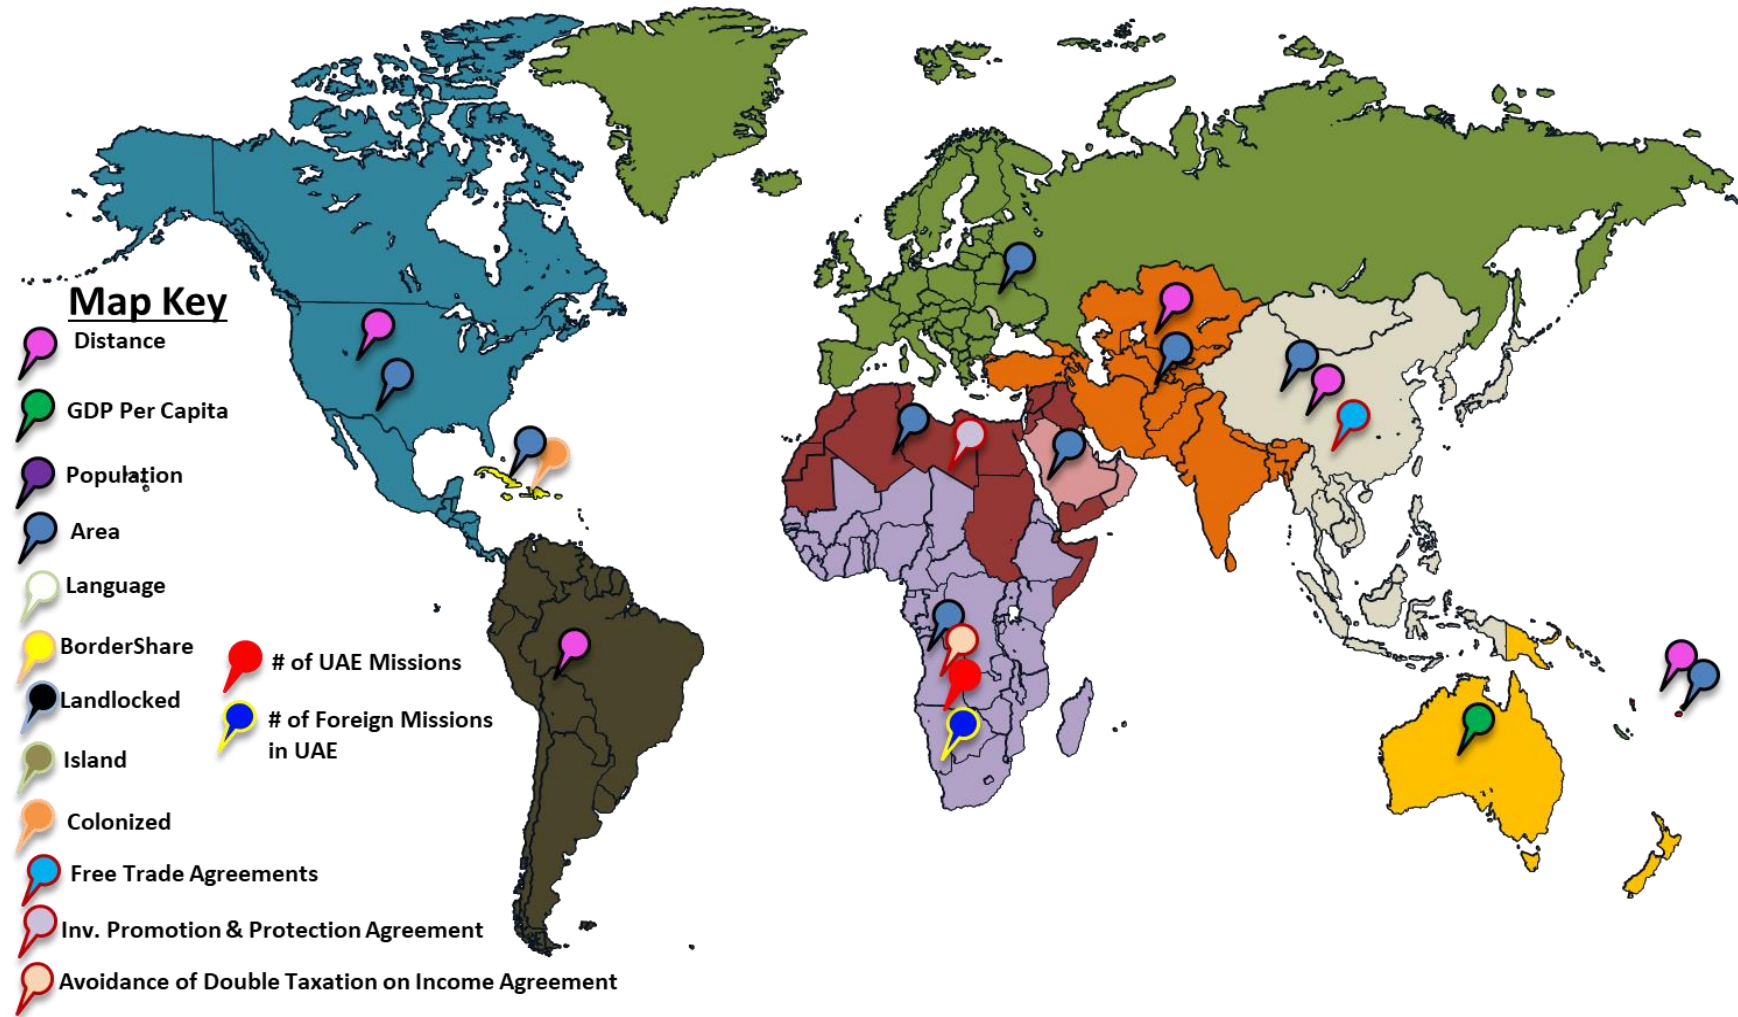 Map Key
Distance
GDP Per Capita
Population
Area
Language
BorderShare
Landlocked
Island
Colonized
Free Trade Agreements
Inv. Promotion & Protection Agreement
Avoidance of Double Taxation on Income Agreement
# of UAE Missions
# of Foreign Missions
in UAE